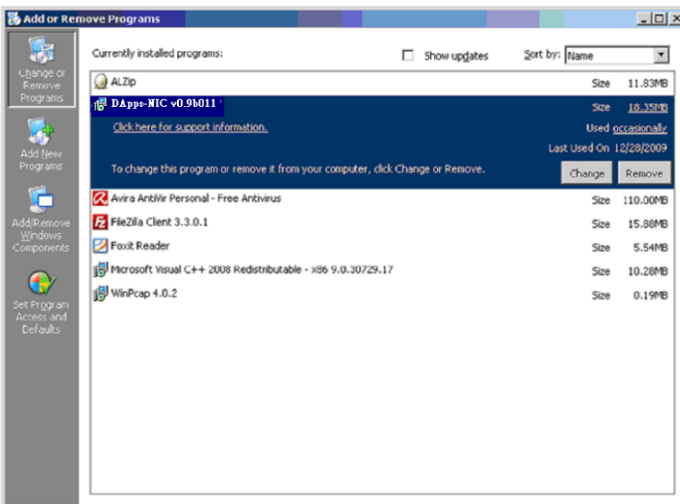 Add or Remove Programs
Currently installed programs:
Show updates
Sort by: Name
Change or
Remove
Programs
Add New
Programs
Add/Remove
Windows
Components
Set Program
Access and
Defaults
ALZip Size 11.83MB
DApps-NIC v0.9b011 Size 18.35MB
Click here for support information. Used occasionally
Last Used On 12/28/2009
To change this program or remove it from your computer, click Change or Remove. Change Remove
Avira AntiVir Personal - Free Antivirus Size 110.00MB
FileZilla Client 3.3.0.1 Size 15.88MB
Foxit Reader Size 5.54MB
Microsoft Visual C++ 2008 Redistributable - x86 9.0.30729.17 Size 10.28MB
WinPcap 4.0.2 Size 0.19MB